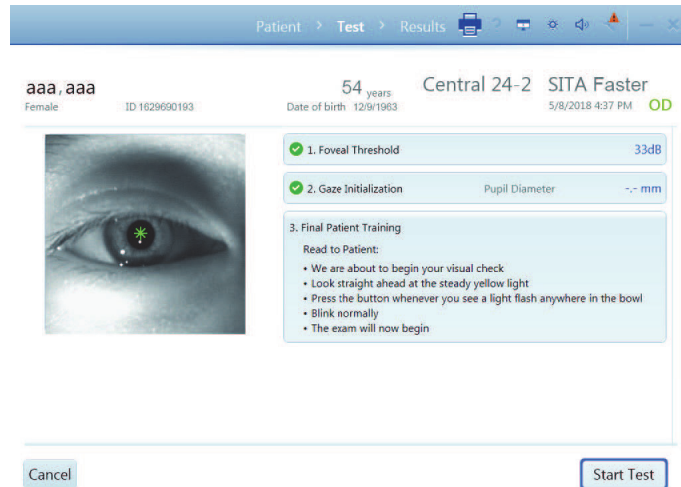 Patient > Test > Results ?
aaa, aaa
Female ID 1629690193
54 years
Date of birth 12/9/1963
Central 24-2 SITA Faster
5/8/2018 4:37 PM OD
1. Foveal Threshold 33dB
2. Gaze Initialization Pupil Diameter -.- mm
3. Final Patient Training
Read to Patient:
• We are about to begin your visual check
• Look straight ahead at the steady yellow light
• Press the button whenever you see a light flash anywhere in the bowl
• Blink normally
• The exam will now begin
Cancel Start Test